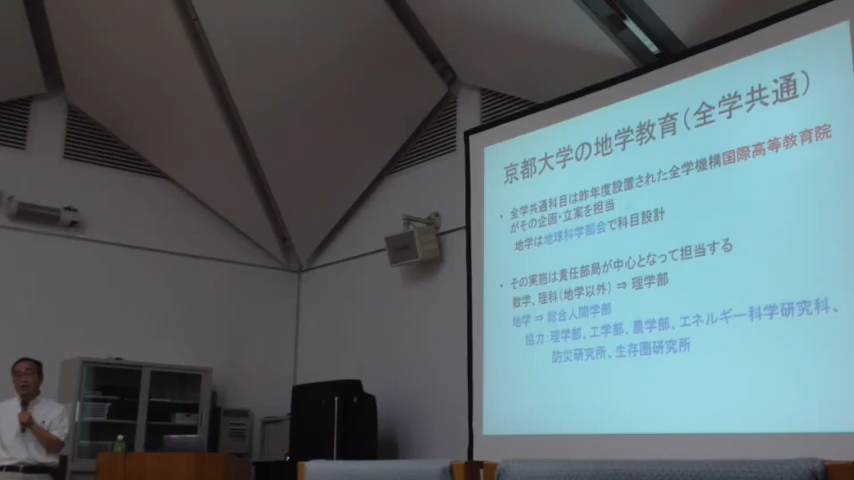 京都大学の地学教育(全学共通)
• 全学共通科目は昨年度設置された全学機構国際高等教育院
がその企画・立案を担当
地学は地球科学部会で科目設計
• その実施は責任部局が中心となって担当する
数学、理科(地学以外) ⇒ 理学部
地学 ⇒ 総合人間学部
協力:理学部、工学部、農学部、エネルギー科学研究科、
防災研究所、生存圏研究所